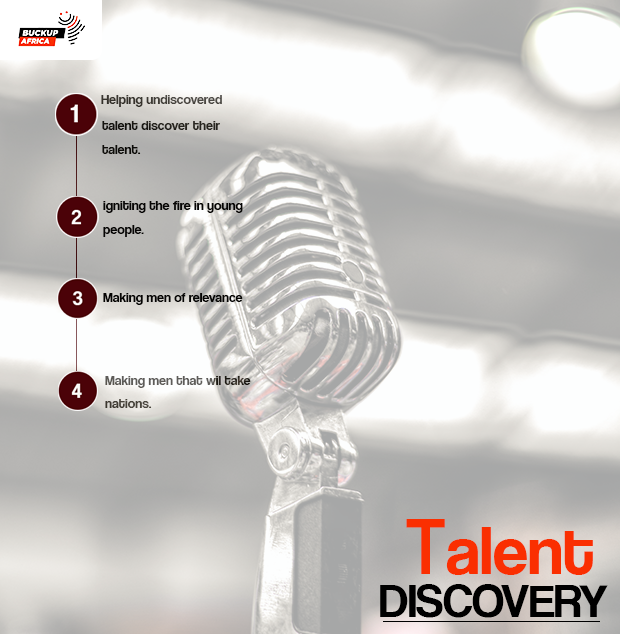 BUCKUP
AFRICA
1
Helping undiscovered
talent discover their
talent.
2
igniting the fire in young
people.
3
Making men of relevance
4
Making men that wil take
nations.
Talent
DISCOVERY